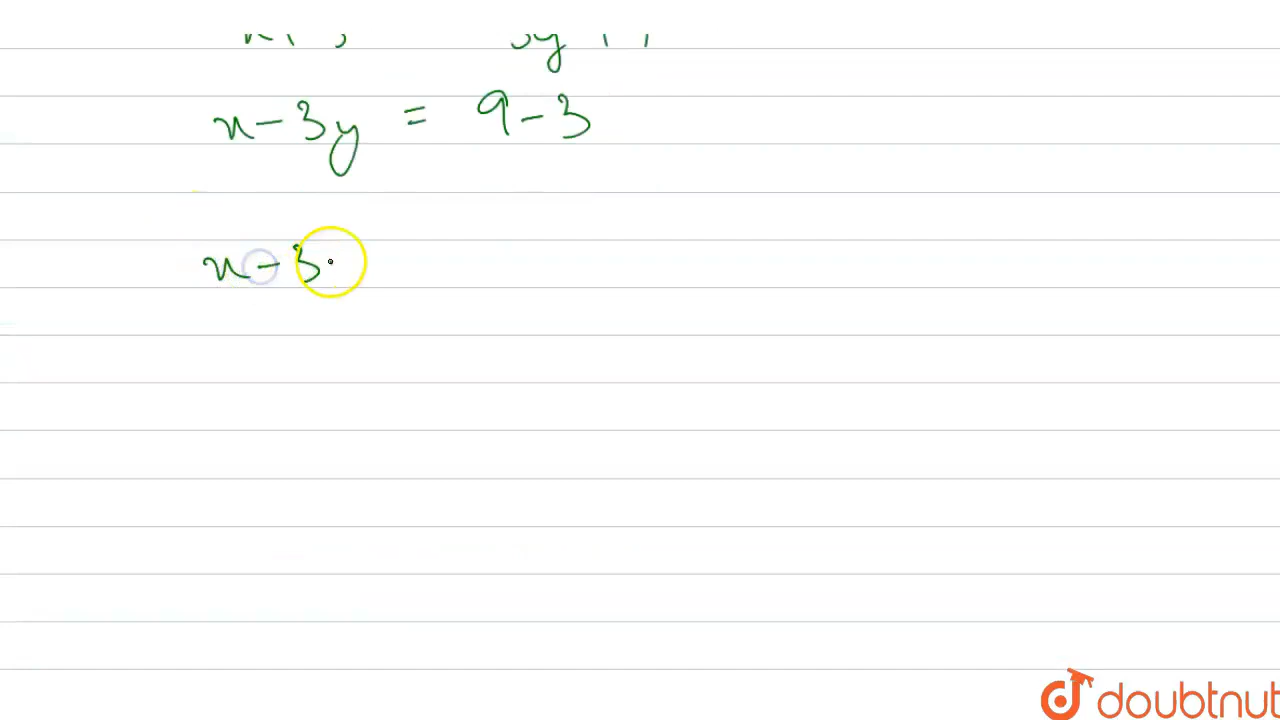 x - 3y = 9 - 3
x - 3
doubtnut